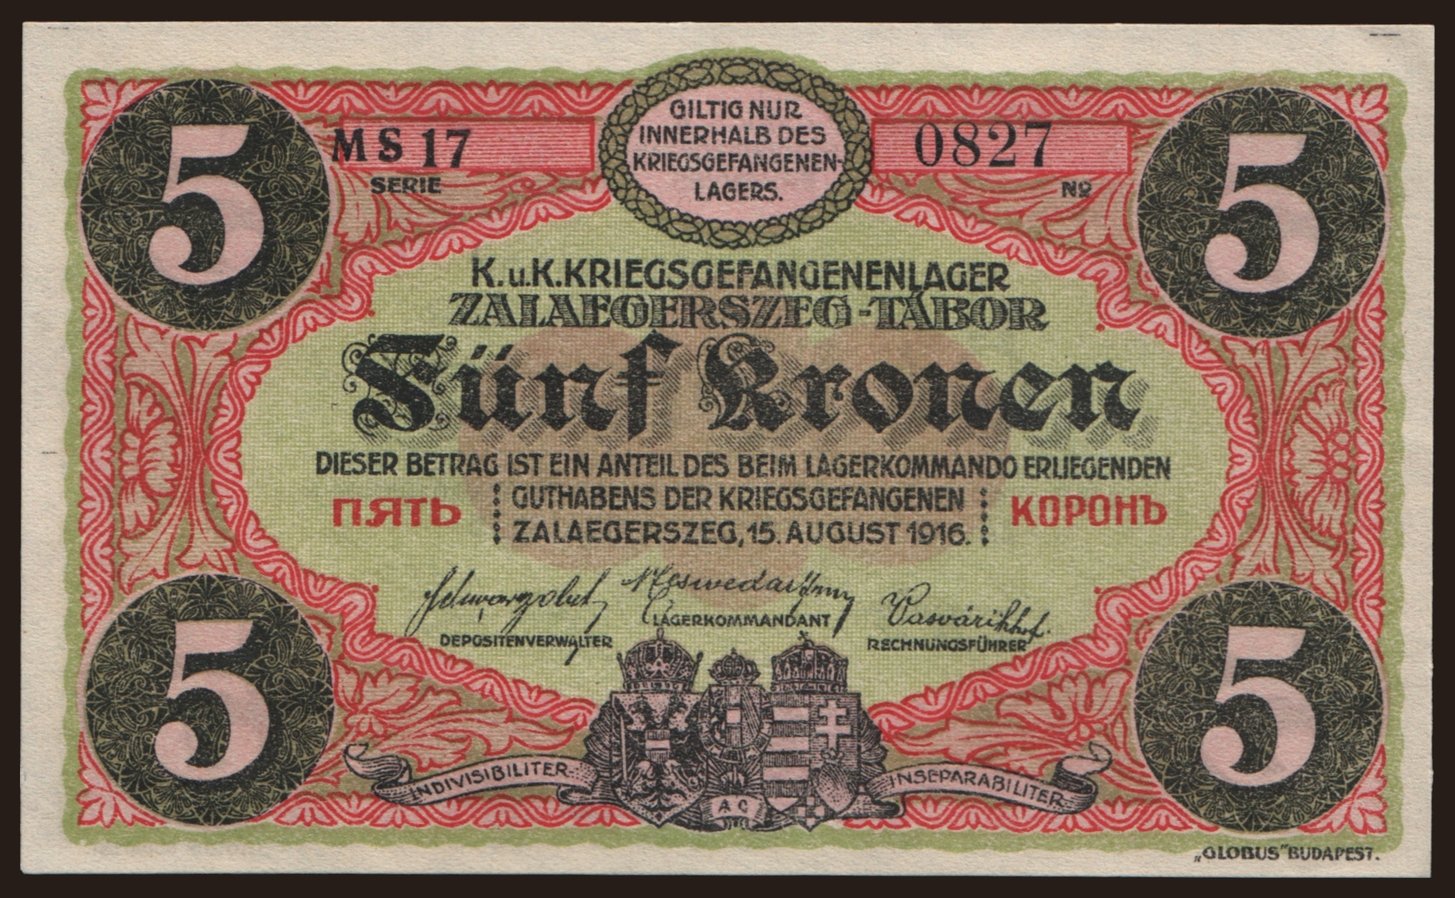 5
5
MS 17
SERIE
GILTIG NUR
INNERHALB DES
KRIEGSGEFANGENEN-
LAGERS.
0827
No
K.u.K.KRIEGSGEFANGENENLAGER
ZALAEGERSZEG-TÁBOR
Fünf Kronen
DIESER BETRAG IST EIN ANTEIL DES BEIM LAGERKOMMANDO ERLIEGENDEN
GUTHABENS DER KRIEGSGEFANGENEN
ПЯТЬ
КОРОНЪ
ZALAEGERSZEG, 15. AUGUST 1916.
LAGERKOMMANDANT
DEPOSITENVERWALTER
RECHNUNGSFÜHRER
5
5
INDIVISIBILITER
INSEPARABILITER
„GLOBUS" BUDAPEST.